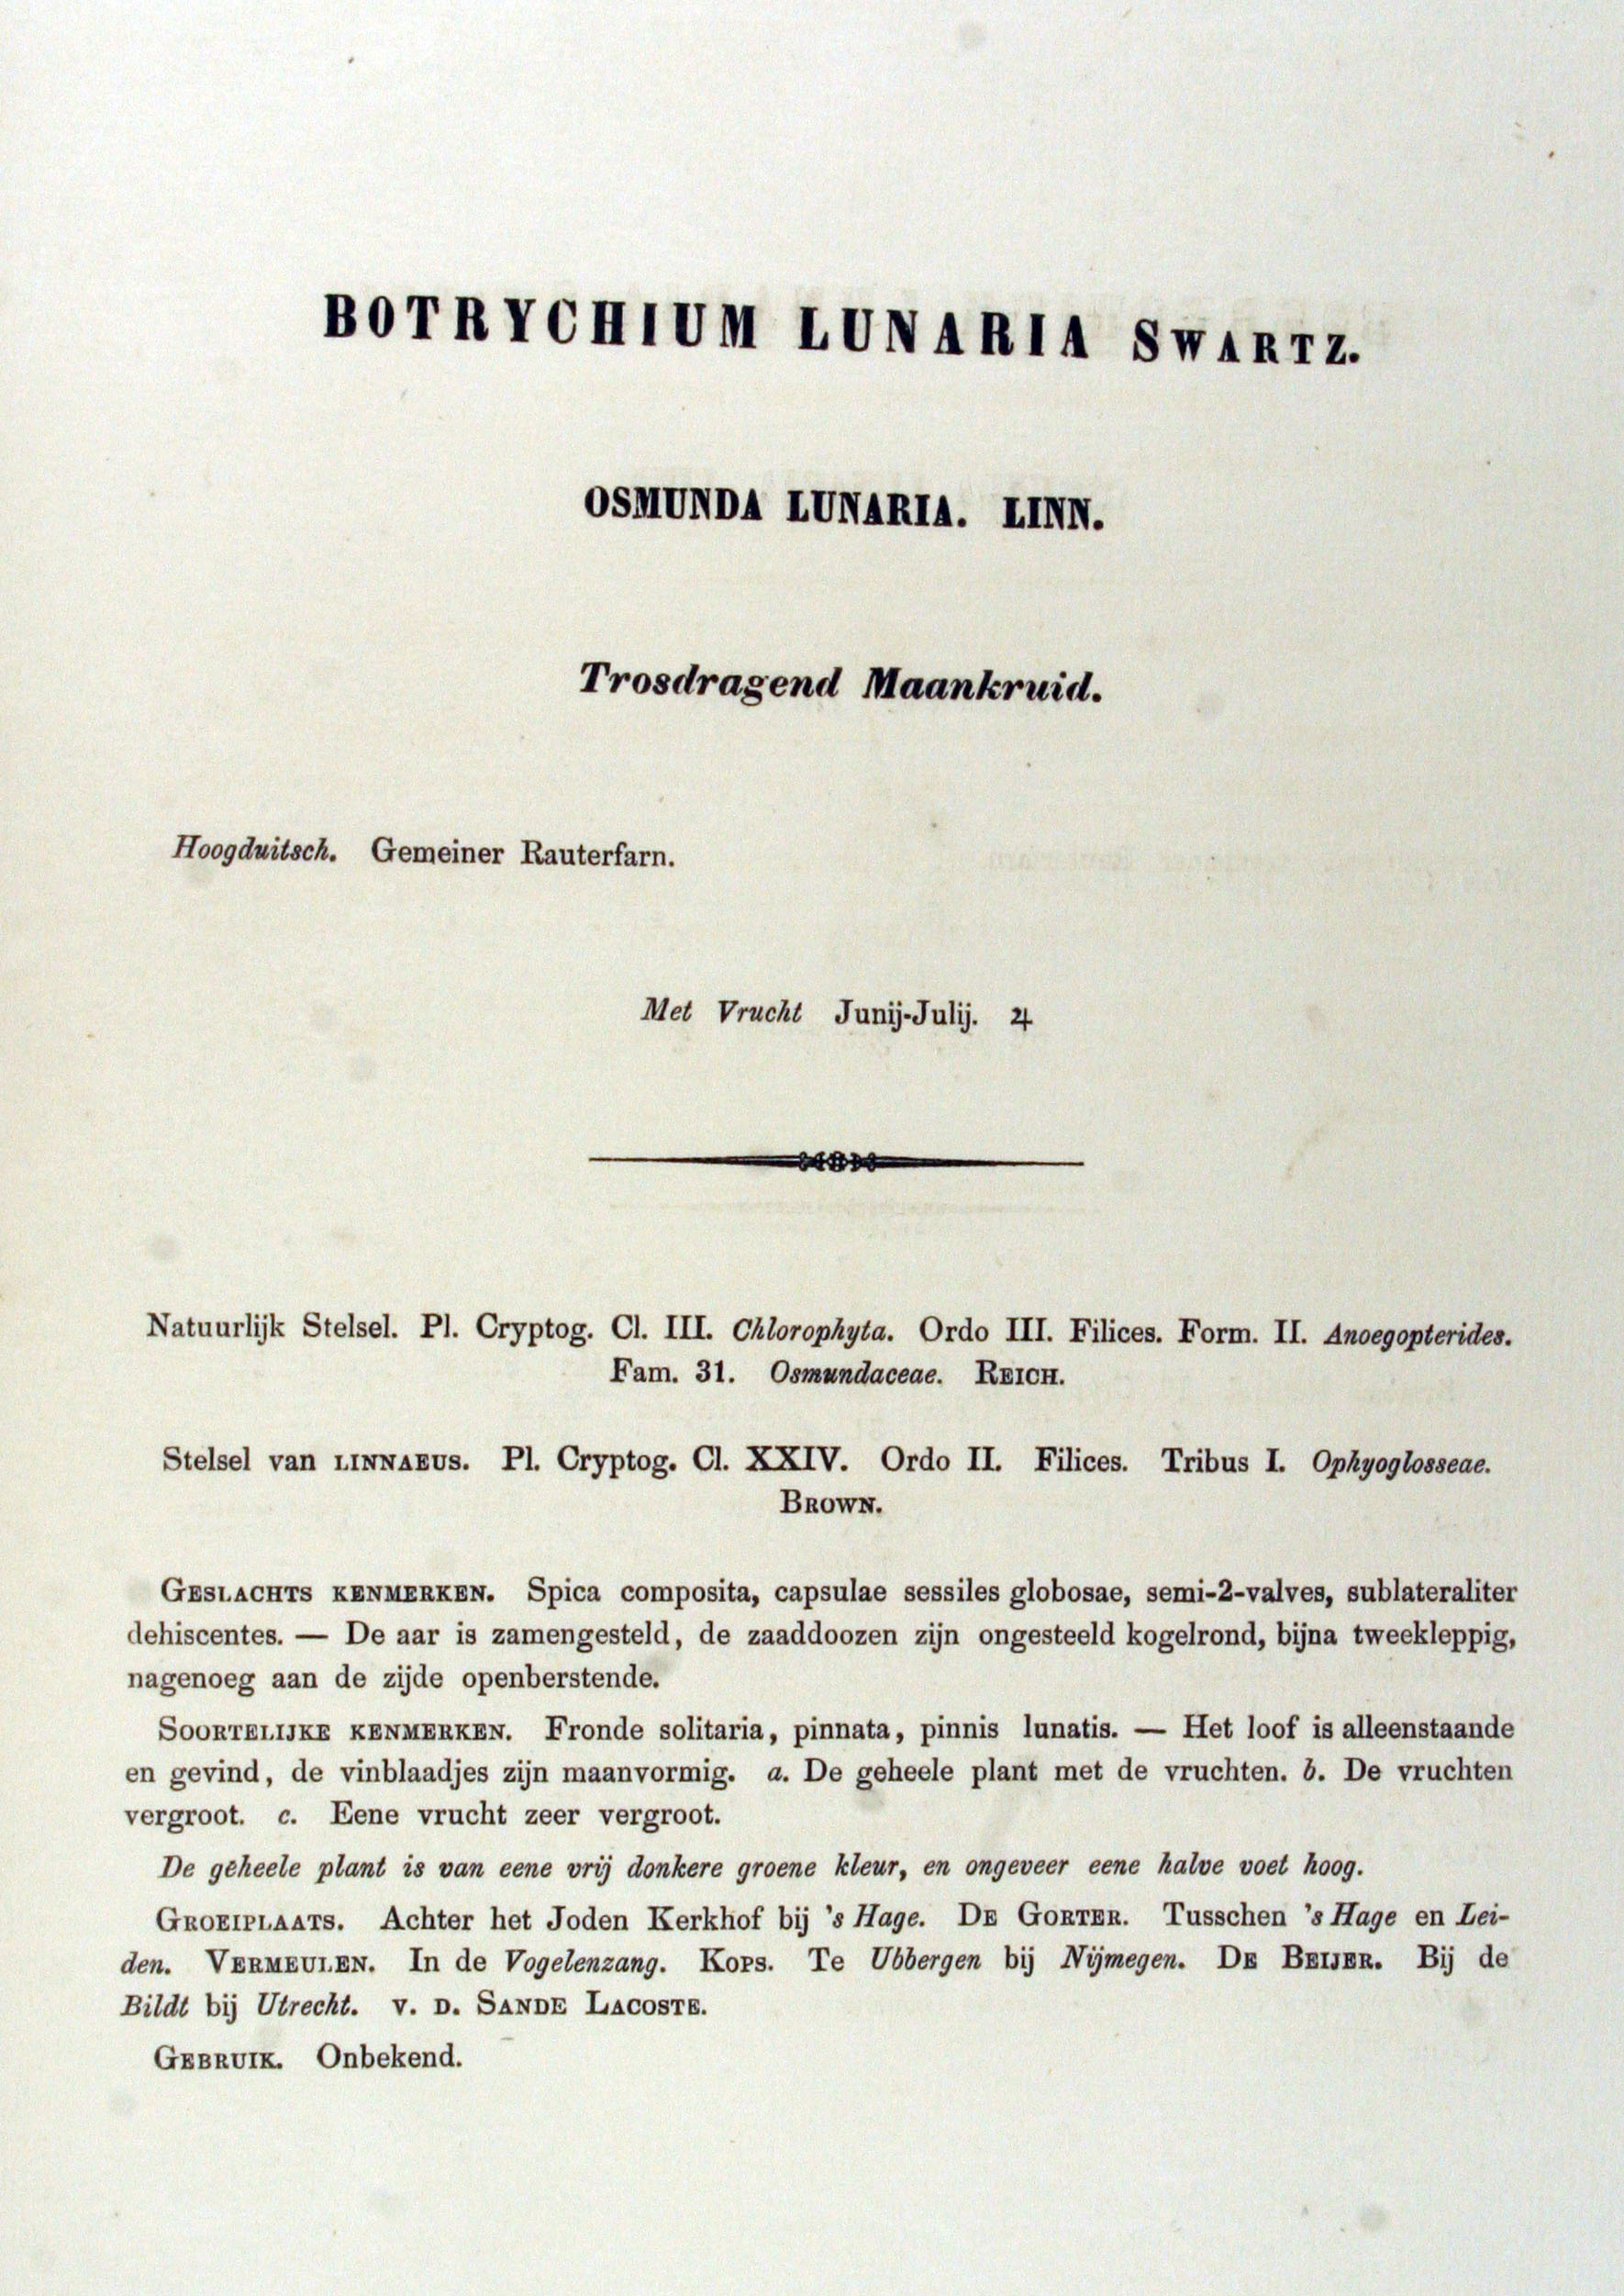 BOTRYCHIUM LUNARIA SWARTZ.
OSMUNDA LUNARIA. LINN.
Trosdragend Maankruid.
Hoogduitsch. Gemeiner Rauterfarn.
Met Vrucht Junij-Julij. ♃
Natuurlijk Stelsel. Pl. Cryptog. Cl. III. Chlorophyta. Ordo III. Filices. Form. II. Anoegopterides.
Fam. 31. Osmundaceae. REICH.
Stelsel van LINNAEUS. Pl. Cryptog. Cl. XXIV. Ordo II. Filices. Tribus I. Ophyoglosseae.
BROWN.
GESLACHTS KENMERKEN. Spica composita, capsulae sessiles globosae, semi-2-valves, sublateraliter
dehiscentes. — De aar is zamengesteld, de zaaddoozen zijn ongesteeld kogelrond, bijna tweekleppig,
nagenoeg aan de zijde openberstende.
SOORTELIJKE KENMERKEN. Fronde solitaria, pinnata, pinnis lunatis. — Het loof is alleenstaande
en gevind, de vinblaadjes zijn maanvormig. a. De geheele plant met de vruchten. b. De vruchten
vergroot. c. Eene vrucht zeer vergroot.
De geheele plant is van eene vrij donkere groene kleur, en ongeveer eene halve voet hoog.
GROEIPLAATS. Achter het Joden Kerkhof bij 's Hage. DE GORTER. Tusschen 's Hage en Lei-
den. VERMEULEN. In de Vogelenzang. KOPS. Te Ubbergen bij Nijmegen. DE BEIJER. Bij de
Bildt bij Utrecht. V. D. SANDE LACOSTE.
GEBRUIK. Onbekend.